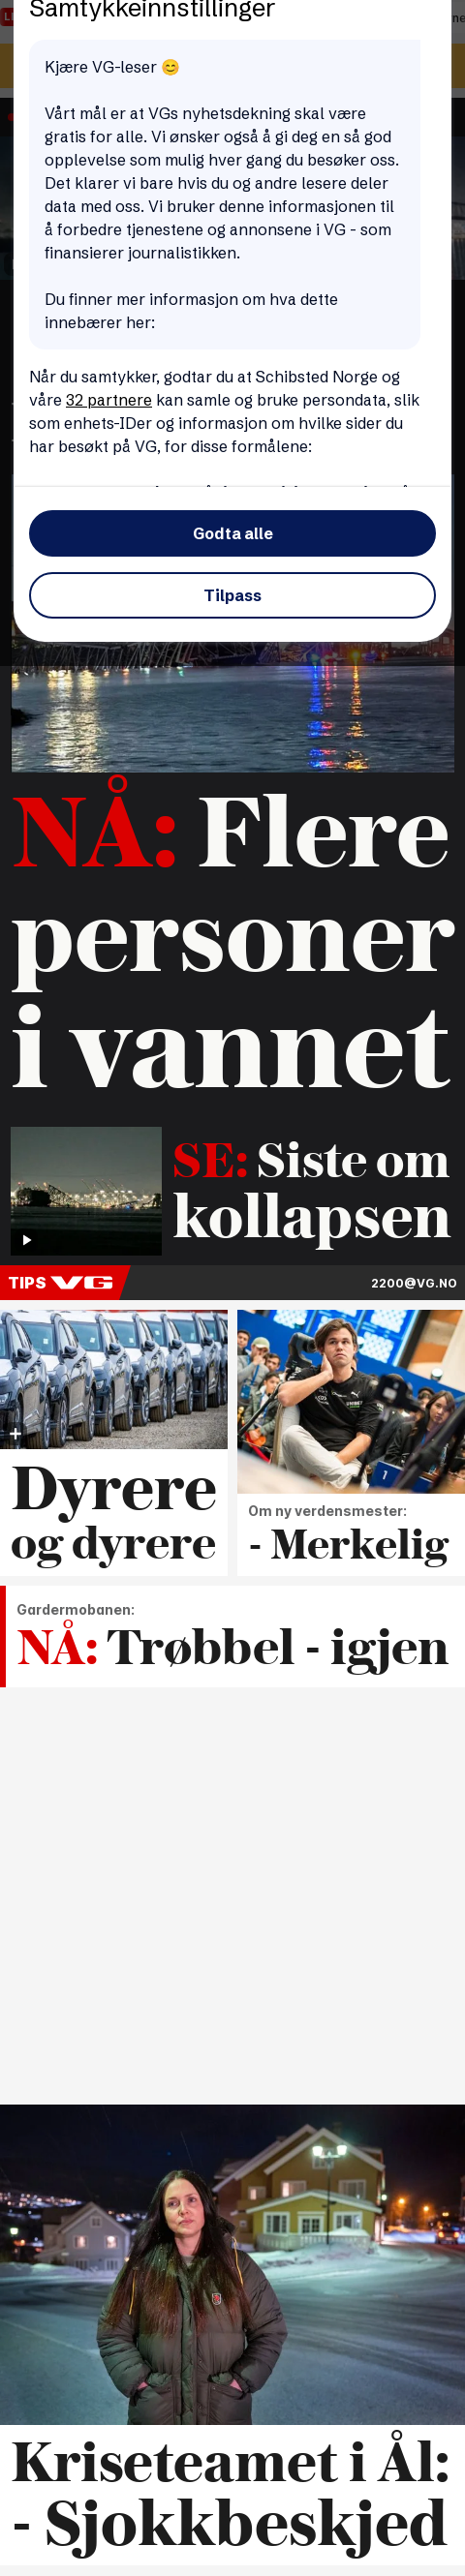 Samtykkeinnstillinger
Kjære VG-leser 😊
Vårt mål er at VGs nyhetsdekning skal være
gratis for alle. Vi ønsker også å gi deg en så god
opplevelse som mulig hver gang du besøker oss.
Det klarer vi bare hvis du og andre lesere deler
data med oss. Vi bruker denne informasjonen til
å forbedre tjenestene og annonsene i VG - som
finansierer journalistikken.
Du finner mer informasjon om hva dette
innebærer her:
Når du samtykker, godtar du at Schibsted Norge og
våre 32 partnere kan samle og bruke persondata, slik
som enhets-IDer og informasjon om hvilke sider du
har besøkt på VG, for disse formålene:
Godta alle
Tilpass
NÅ: Flere
personer
i vannet
SE: Siste om
kollapsen
TIPS VG
2200@VG.NO
Dyrere
og dyrere
Om ny verdensmester:
- Merkelig
Gardermobanen:
NÅ: Trøbbel - igjen
Kriseteamet i Ål:
- Sjokkbeskjed